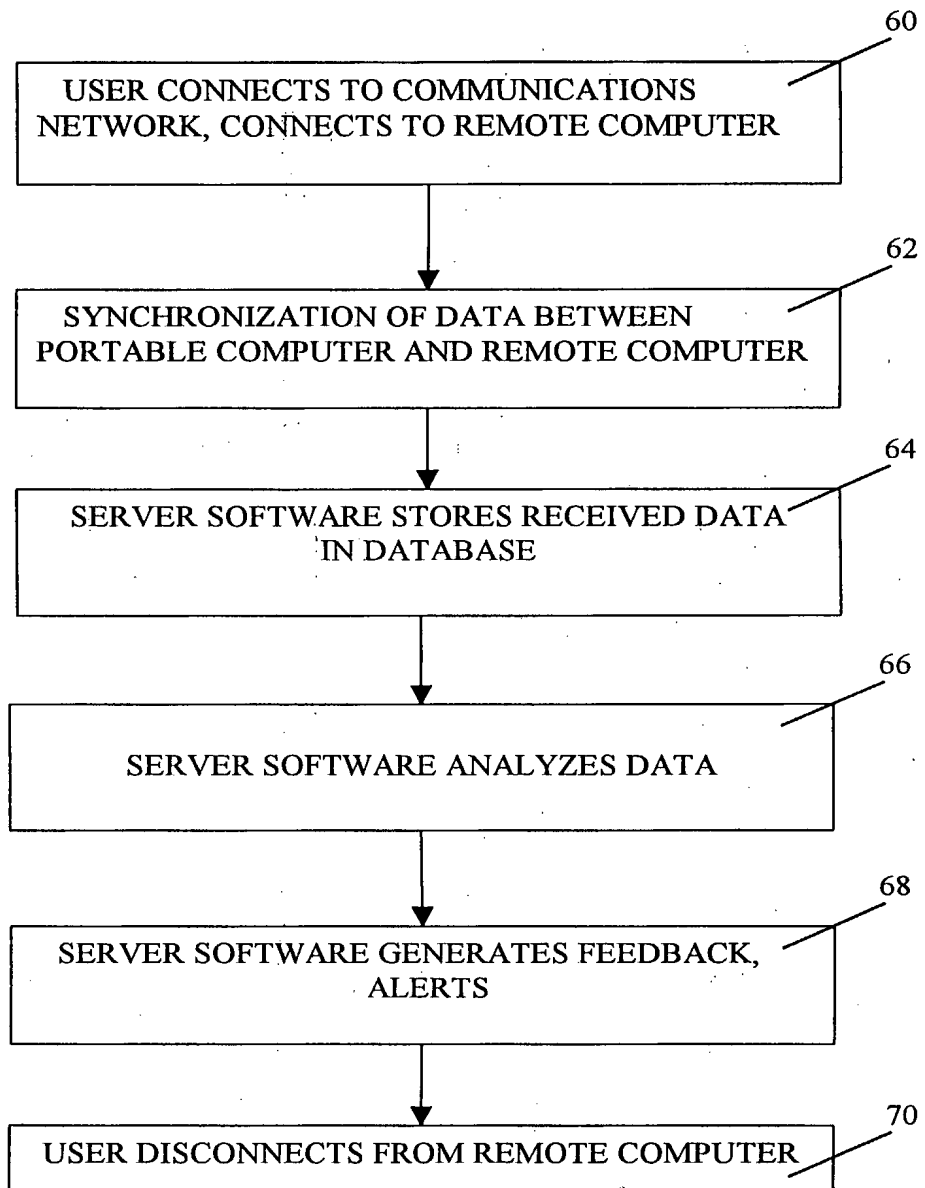 60
USER CONNECTS TO COMMUNICATIONS
NETWORK, CONNECTS TO REMOTE COMPUTER
62
SYNCHRONIZATION OF DATA BETWEEN
PORTABLE COMPUTER AND REMOTE COMPUTER
64
SERVER SOFTWARE STORES RECEIVED DATA
IN DATABASE
66
SERVER SOFTWARE ANALYZES DATA
68
SERVER SOFTWARE GENERATES FEEDBACK,
ALERTS
70
USER DISCONNECTS FROM REMOTE COMPUTER